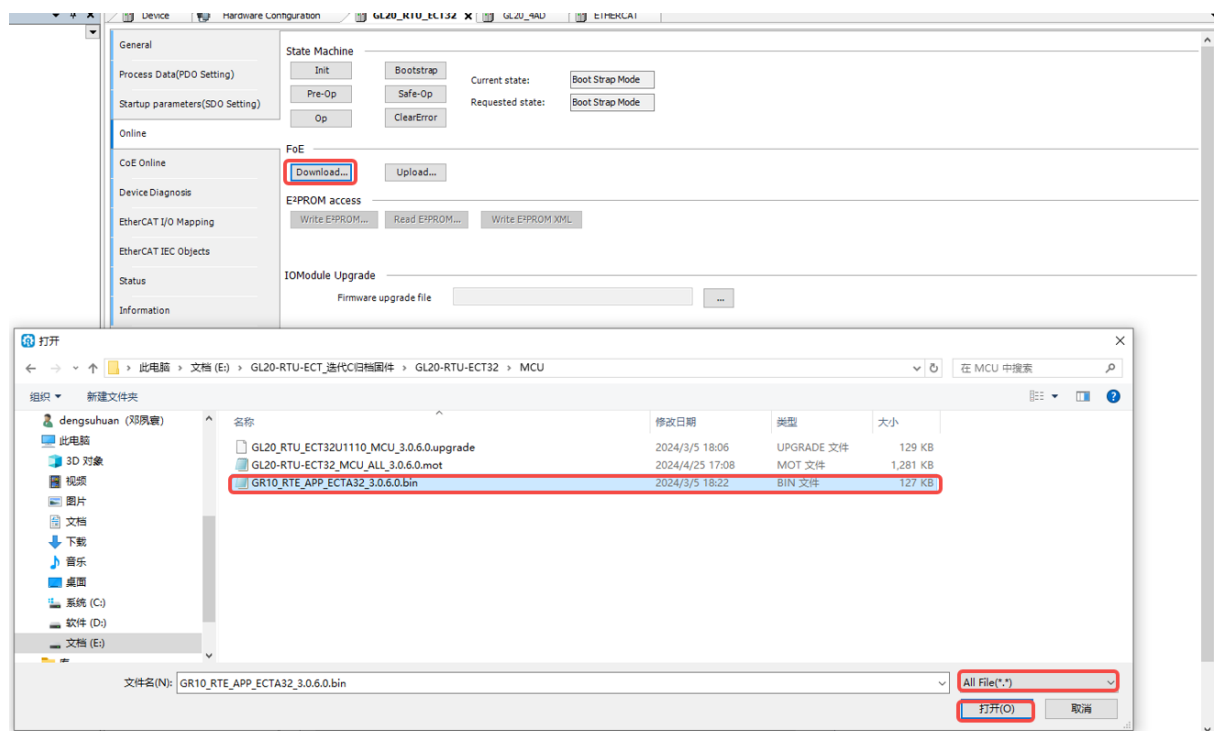 Device Hardware Configuration GL20_RTU_ECT32 X GL20_4AD ETHERCAT
General
Process Data(PDO Setting)
Startup parameters(SDO Setting)
Online
CoE Online
Device Diagnosis
EtherCAT I/O Mapping
EtherCAT IEC Objects
Status
Information
State Machine
Init Bootstrap
Current state: Boot Strap Mode
Pre-Op Safe-Op
Requested state: Boot Strap Mode
Op ClearError
FoE
Download... Upload...
E²PROM access
Write E²PROM... Read E²PROM... Write E²PROM XML
IOModule Upgrade
Firmware upgrade file ...
打开
此电脑 › 文档 (E:) › GL20-RTU-ECT_迭代C归档固件 › GL20-RTU-ECT32 › MCU
在 MCU 中搜索
组织 新建文件夹
dengsuhuan
此电脑
3D 对象
视频
图片
文档
下载
音乐
桌面
系统 (C:)
软件 (D:)
文档 (E:)
名称 修改日期 类型 大小
GL20_RTU_ECT32U1110_MCU_3.0.6.0.upgrade 2024/3/5 18:06 UPGRADE 文件 129 KB
GL20-RTU-ECT32_MCU_ALL_3.0.6.0.mot 2024/4/25 17:08 MOT 文件 1,281 KB
GR10_RTE_APP_ECTA32_3.0.6.0.bin 2024/3/5 18:22 BIN 文件 127 KB
文件名(N): GR10_RTE_APP_ECTA32_3.0.6.0.bin All File(*.*)
打开(O) 取消